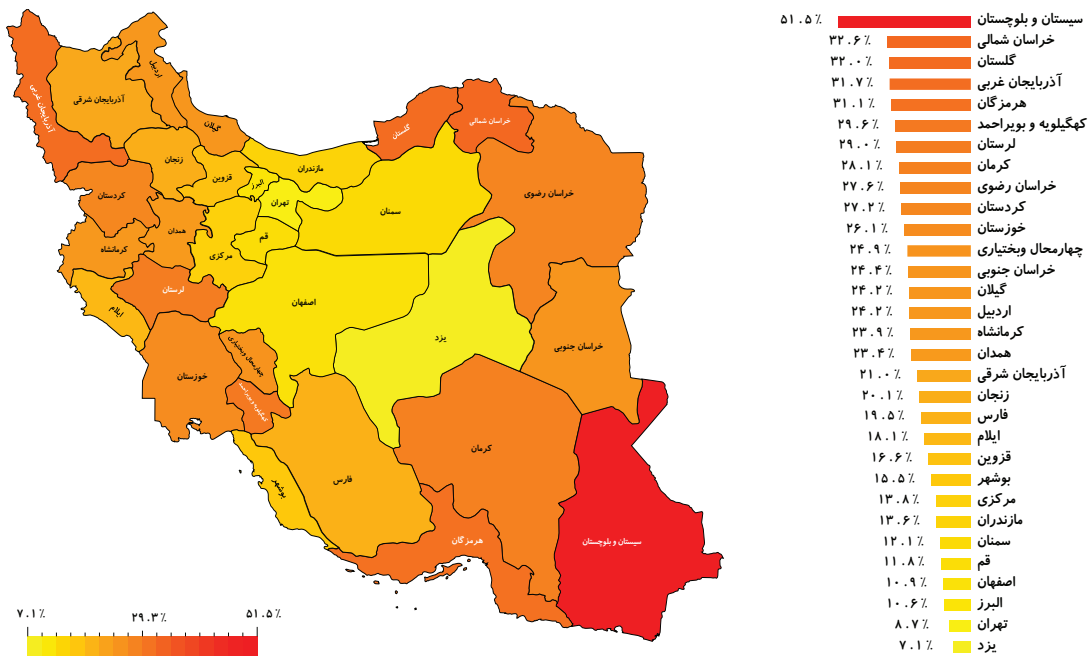 سیستان و بلوچستان ۵۱.۵٪
خراسان شمالی ۳۲.۶٪
گلستان ۳۲.۰٪
آذربایجان غربی ۳۱.۷٪
هرمزگان ۳۱.۱٪
کهگیلویه و بویراحمد ۲۹.۶٪
لرستان ۲۹.۰٪
کرمان ۲۸.۱٪
خراسان رضوی ۲۷.۶٪
کردستان ۲۷.۲٪
خوزستان ۲۶.۱٪
چهارمحال وبختیاری ۲۴.۹٪
خراسان جنوبی ۲۴.۴٪
گیلان ۲۴.۲٪
اردبیل ۲۴.۲٪
کرمانشاه ۲۳.۹٪
همدان ۲۳.۴٪
آذربایجان شرقی ۲۱.۰٪
زنجان ۲۰.۱٪
فارس ۱۹.۵٪
ایلام ۱۸.۱٪
قزوین ۱۶.۶٪
بوشهر ۱۵.۵٪
مرکزی ۱۳.۸٪
مازندران ۱۳.۶٪
سمنان ۱۲.۱٪
قم ۱۱.۸٪
اصفهان ۱۰.۹٪
البرز ۱۰.۶٪
تهران ۸.۷٪
یزد ۷.۱٪
اردبیل
آذربایجان شرقی
آذربایجان غربی
گیلان
خراسان شمالی
گلستان
زنجان
مازندران
قزوین
البرز
کردستان
خراسان رضوی
تهران
سمنان
همدان
قم
کرمانشاه
مرکزی
لرستان
اصفهان
ایلام
یزد
چهارمحال وبختیاری
خراسان جنوبی
خوزستان
کهگیلویه و بویراحمد
کرمان
فارس
بوشهر
هرمزگان
سیستان و بلوچستان
۷.۱٪ ۲۹.۳٪ ۵۱.۵٪